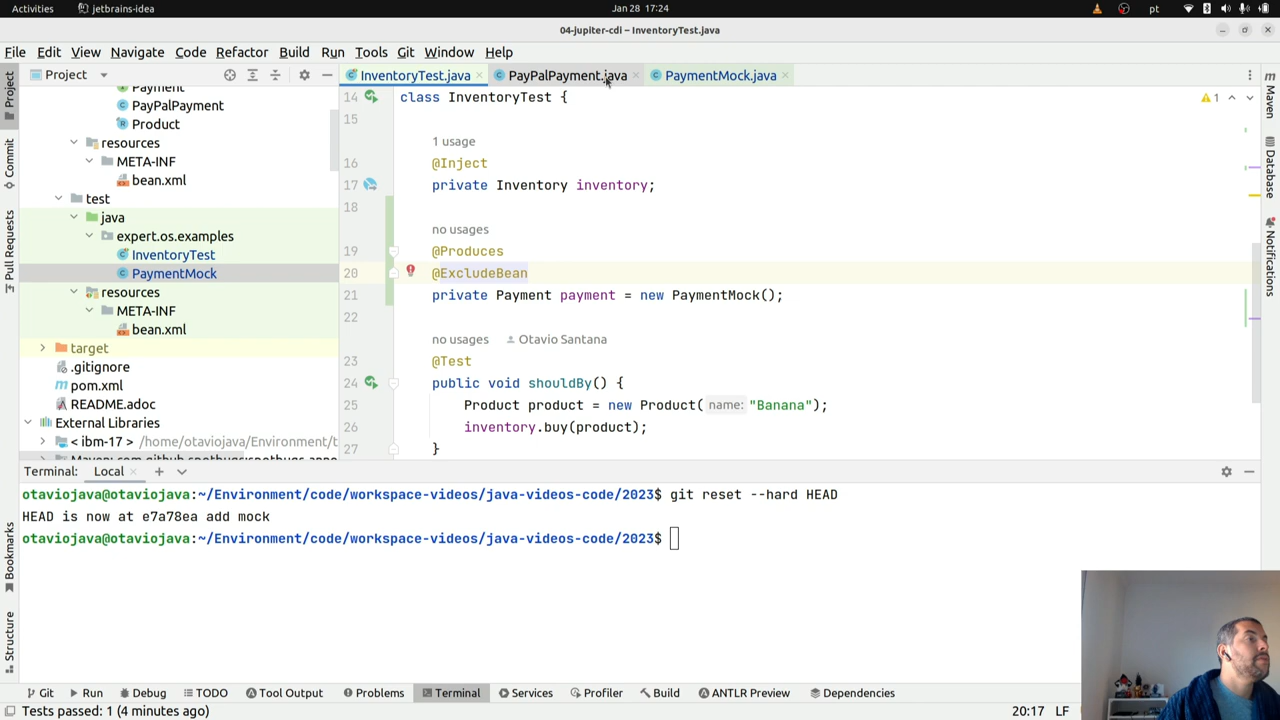 Activities
jetbrains-idea
Jan 28 17:24
pt
04-jupiter-cdi – InventoryTest.java
File Edit View Navigate Code Refactor Build Run Tools Git Window Help
Project
InventoryTest.java
PayPalPayment.java
PaymentMock.java
Project
Commit
Pull Requests
Bookmarks
Structure
Payment
PayPalPayment
Product
resources
META-INF
bean.xml
test
java
expert.os.examples
InventoryTest
PaymentMock
resources
META-INF
bean.xml
target
.gitignore
pom.xml
README.adoc
External Libraries
< ibm-17 > /home/otaviojava/Environment/t
14 class InventoryTest {
15
1 usage
16 @Inject
17 private Inventory inventory;
18
no usages
19 @Produces
20 @ExcludeBean
21 private Payment payment = new PaymentMock();
22
no usages Otavio Santana
23 @Test
24 public void shouldBy() {
25 Product product = new Product( name: "Banana");
26 inventory.buy(product);
27 }
1
Maven
Database
Notifications
Terminal: Local
otaviojava@otaviojava:~/Environment/code/workspace-videos/java-videos-code/2023$ git reset --hard HEAD
HEAD is now at e7a78ea add mock
otaviojava@otaviojava:~/Environment/code/workspace-videos/java-videos-code/2023$
Git Run Debug TODO Tool Output Problems Terminal Services Profiler Build ANTLR Preview Dependencies
Tests passed: 1 (4 minutes ago)
20:17 LF